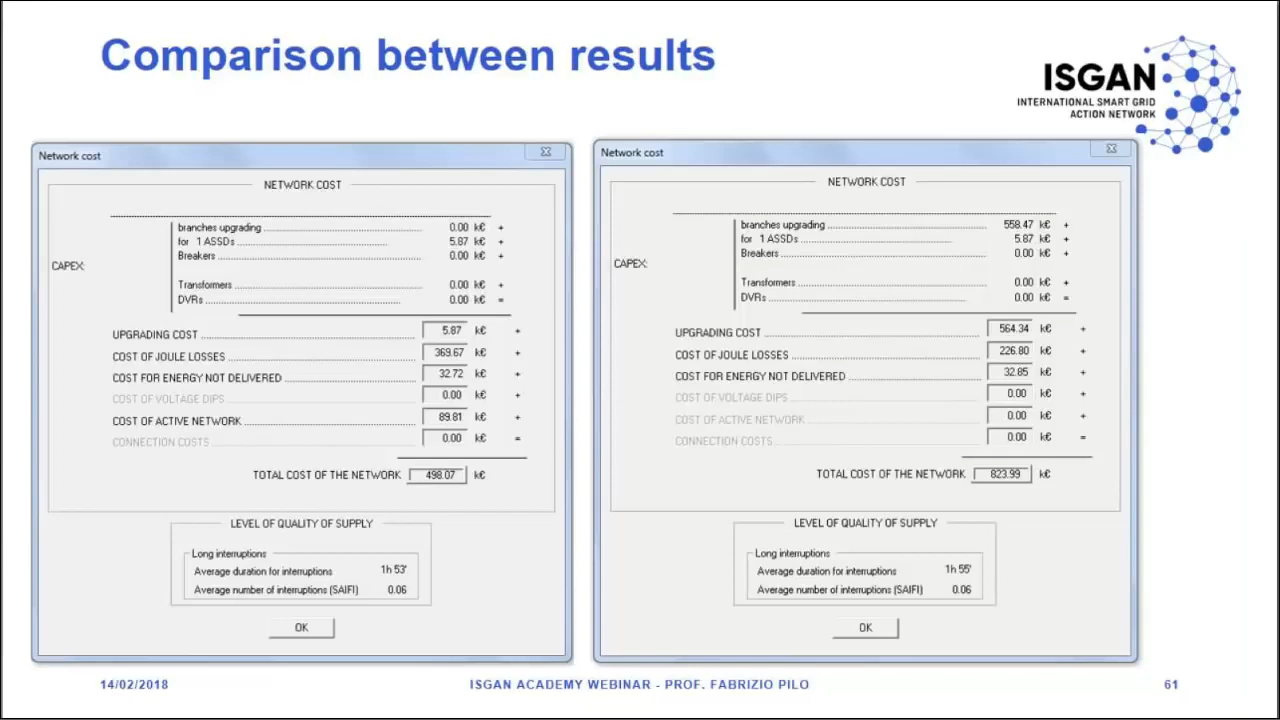 Comparison between results
ISGAN
INTERNATIONAL SMART GRID
ACTION NETWORK
Network cost
NETWORK COST
CAPEX:
branches upgrading ........ 0.00 k€ +
for 1 ASSDs ........ 5.87 k€ +
Breakers ........ 0.00 k€ +
Transformers ........ 0.00 k€ +
DVRs ........ 0.00 k€ =
UPGRADING COST ........ 5.87 k€ +
COST OF JOULE LOSSES ........ 369.67 k€ +
COST FOR ENERGY NOT DELIVERED ........ 32.72 k€ +
COST OF VOLTAGE DIPS ........ 0.00 k€ +
COST OF ACTIVE NETWORK ........ 89.81 k€ +
CONNECTION COSTS ........ 0.00 k€ =
TOTAL COST OF THE NETWORK 498.07 k€
LEVEL OF QUALITY OF SUPPLY
Long interruptions
Average duration for interruptions 1h 53'
Average number of interruptions (SAIFI) 0.06
OK
Network cost
NETWORK COST
CAPEX:
branches upgrading ........ 558.47 k€ +
for 1 ASSDs ........ 5.87 k€ +
Breakers ........ 0.00 k€ +
Transformers ........ 0.00 k€ +
DVRs ........ 0.00 k€ =
UPGRADING COST ........ 564.34 k€ +
COST OF JOULE LOSSES ........ 226.80 k€ +
COST FOR ENERGY NOT DELIVERED ........ 32.85 k€ +
COST OF VOLTAGE DIPS ........ 0.00 k€ +
COST OF ACTIVE NETWORK ........ 0.00 k€ +
CONNECTION COSTS ........ 0.00 k€ =
TOTAL COST OF THE NETWORK 823.99 k€
LEVEL OF QUALITY OF SUPPLY
Long interruptions
Average duration for interruptions 1h 55'
Average number of interruptions (SAIFI) 0.06
OK
14/02/2018
ISGAN ACADEMY WEBINAR - PROF. FABRIZIO PILO
61